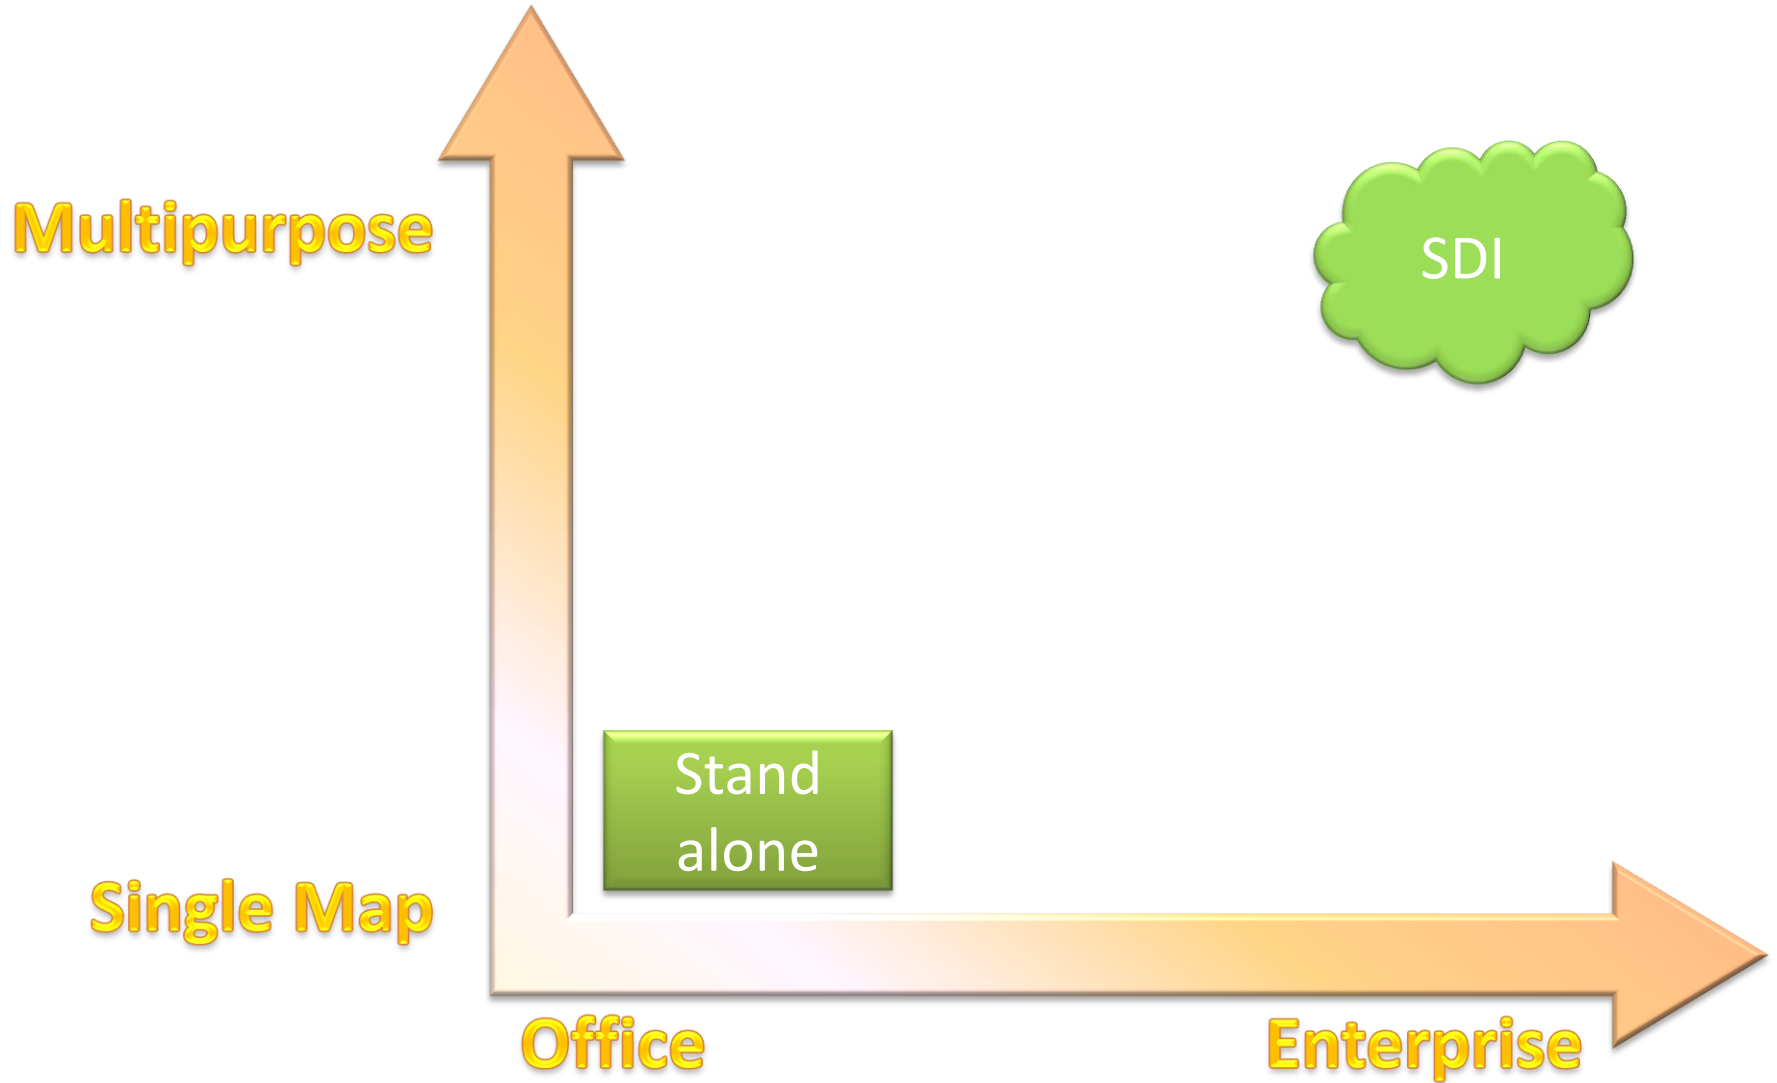 Multipurpose
SDI
Stand
alone
Single Map
Office
Enterprise